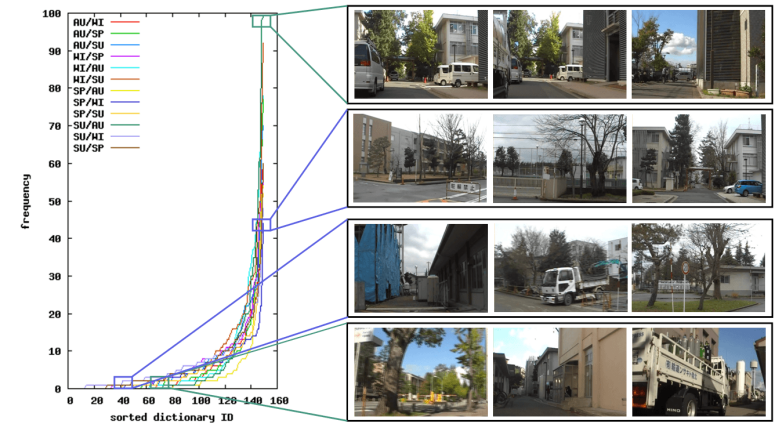 100
90
80
70
60
50
40
30
20
10
0
frequency
AU/WI
AU/SP
AU/SU
WI/SP
WI/AU
WI/SU
SP/AU
SP/WI
SP/SU
SU/AU
SU/WI
SU/SP
0 20 40 60 80 100 120 140 160
sorted dictionary ID